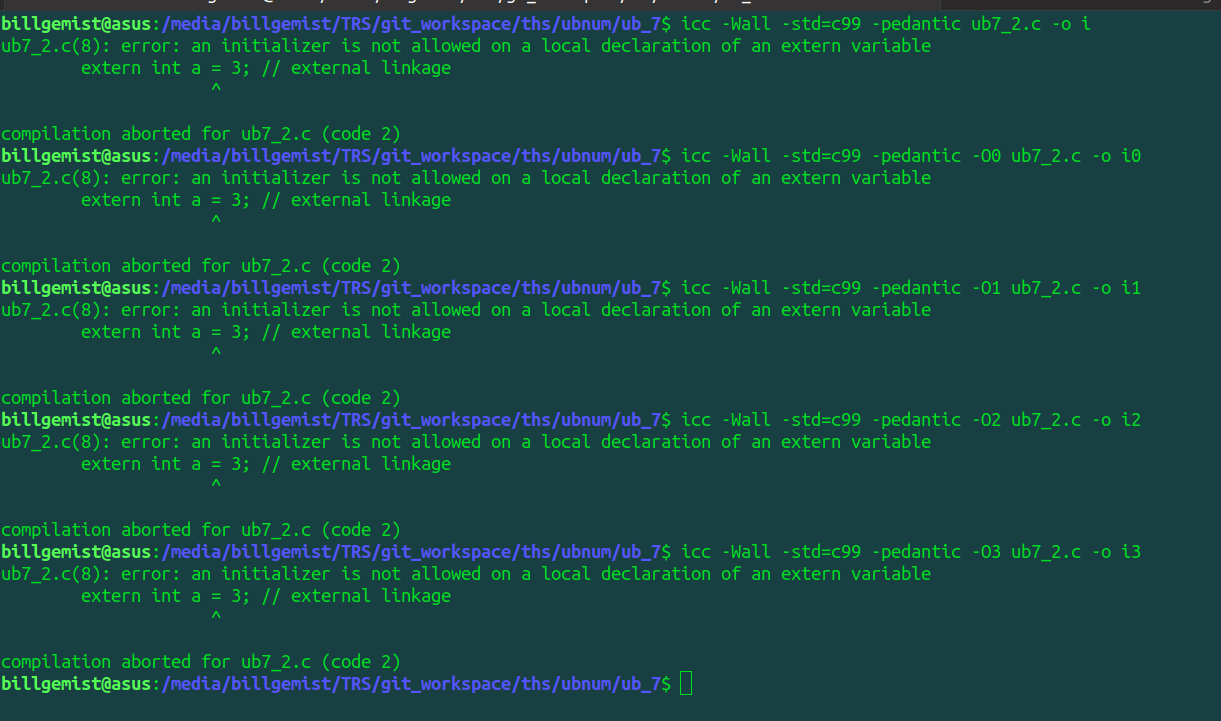 billgemist@asus:/media/billgemist/TRS/git_workspace/ths/ubnum/ub_7$ icc -Wall -std=c99 -pedantic ub7_2.c -o i
ub7_2.c(8): error: an initializer is not allowed on a local declaration of an extern variable
        extern int a = 3; // external linkage
                     ^
compilation aborted for ub7_2.c (code 2)
billgemist@asus:/media/billgemist/TRS/git_workspace/ths/ubnum/ub_7$ icc -Wall -std=c99 -pedantic -O0 ub7_2.c -o i0
ub7_2.c(8): error: an initializer is not allowed on a local declaration of an extern variable
        extern int a = 3; // external linkage
                     ^
compilation aborted for ub7_2.c (code 2)
billgemist@asus:/media/billgemist/TRS/git_workspace/ths/ubnum/ub_7$ icc -Wall -std=c99 -pedantic -O1 ub7_2.c -o i1
ub7_2.c(8): error: an initializer is not allowed on a local declaration of an extern variable
        extern int a = 3; // external linkage
                     ^
compilation aborted for ub7_2.c (code 2)
billgemist@asus:/media/billgemist/TRS/git_workspace/ths/ubnum/ub_7$ icc -Wall -std=c99 -pedantic -O2 ub7_2.c -o i2
ub7_2.c(8): error: an initializer is not allowed on a local declaration of an extern variable
        extern int a = 3; // external linkage
                     ^
compilation aborted for ub7_2.c (code 2)
billgemist@asus:/media/billgemist/TRS/git_workspace/ths/ubnum/ub_7$ icc -Wall -std=c99 -pedantic -O3 ub7_2.c -o i3
ub7_2.c(8): error: an initializer is not allowed on a local declaration of an extern variable
        extern int a = 3; // external linkage
                     ^
compilation aborted for ub7_2.c (code 2)
billgemist@asus:/media/billgemist/TRS/git_workspace/ths/ubnum/ub_7$